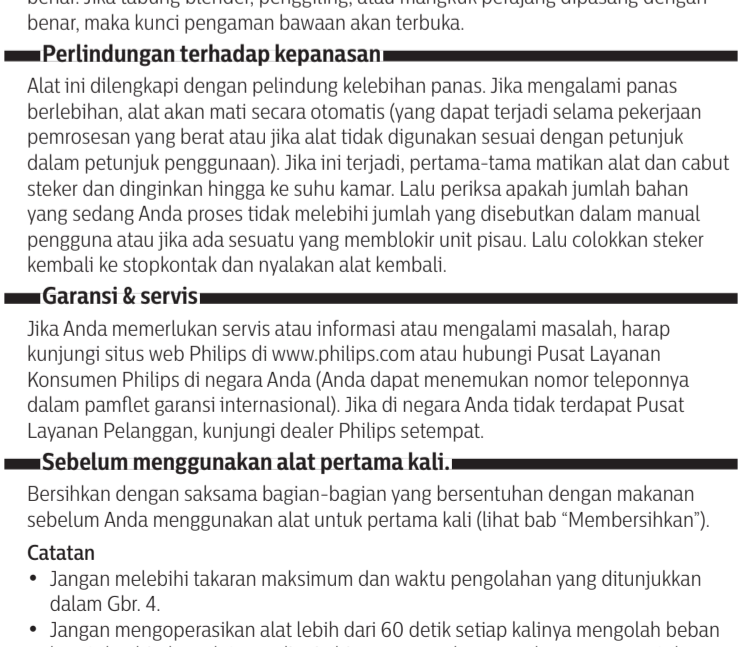 benar, maka kunci pengaman bawaan akan terbuka.
Perlindungan terhadap kepanasan
Alat ini dilengkapi dengan pelindung kelebihan panas. Jika mengalami panas
berlebihan, alat akan mati secara otomatis (yang dapat terjadi selama pekerjaan
pemrosesan yang berat atau jika alat tidak digunakan sesuai dengan petunjuk
dalam petunjuk penggunaan). Jika ini terjadi, pertama-tama matikan alat dan cabut
steker dan dinginkan hingga ke suhu kamar. Lalu periksa apakah jumlah bahan
yang sedang Anda proses tidak melebihi jumlah yang disebutkan dalam manual
pengguna atau jika ada sesuatu yang memblokir unit pisau. Lalu colokkan steker
kembali ke stopkontak dan nyalakan alat kembali.
Garansi & servis
Jika Anda memerlukan servis atau informasi atau mengalami masalah, harap
kunjungi situs web Philips di www.philips.com atau hubungi Pusat Layanan
Konsumen Philips di negara Anda (Anda dapat menemukan nomor teleponnya
dalam pamflet garansi internasional). Jika di negara Anda tidak terdapat Pusat
Layanan Pelanggan, kunjungi dealer Philips setempat.
Sebelum menggunakan alat pertama kali.
Bersihkan dengan saksama bagian-bagian yang bersentuhan dengan makanan
sebelum Anda menggunakan alat untuk pertama kali (lihat bab “Membersihkan”).
Catatan
• Jangan melebihi takaran maksimum dan waktu pengolahan yang ditunjukkan
dalam Gbr. 4.
• Jangan mengoperasikan alat lebih dari 60 detik setiap kalinya mengolah beban